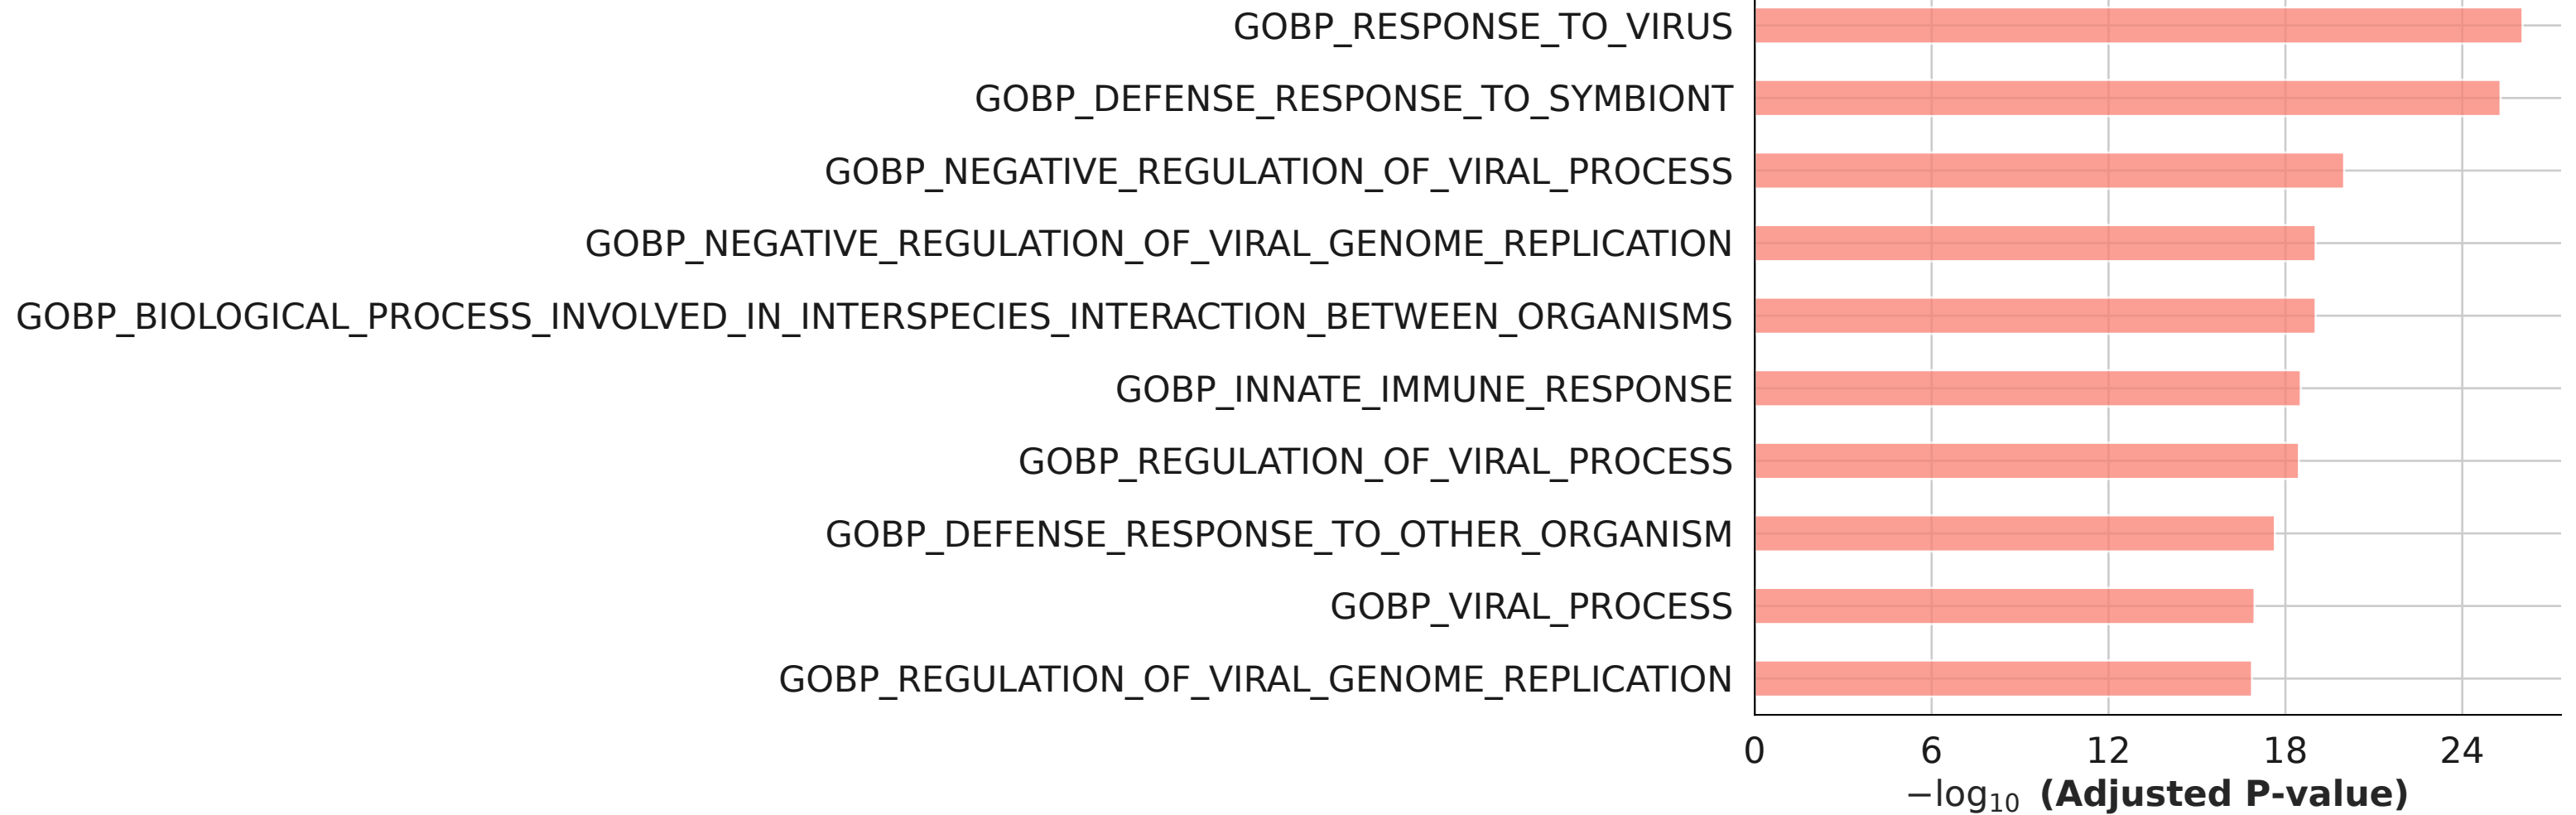 GOBP_RESPONSE_TO_VIRUS
GOBP_DEFENSE_RESPONSE_TO_SYMBIONT
GOBP_NEGATIVE_REGULATION_OF_VIRAL_PROCESS
GOBP_NEGATIVE_REGULATION_OF_VIRAL_GENOME_REPLICATION
GOBP_BIOLOGICAL_PROCESS_INVOLVED_IN_INTERSPECIES_INTERACTION_BETWEEN_ORGANISMS
GOBP_INNATE_IMMUNE_RESPONSE
GOBP_REGULATION_OF_VIRAL_PROCESS
GOBP_DEFENSE_RESPONSE_TO_OTHER_ORGANISM
GOBP_VIRAL_PROCESS
GOBP_REGULATION_OF_VIRAL_GENOME_REPLICATION
0 6 12 18 24
−log₁₀ (Adjusted P-value)